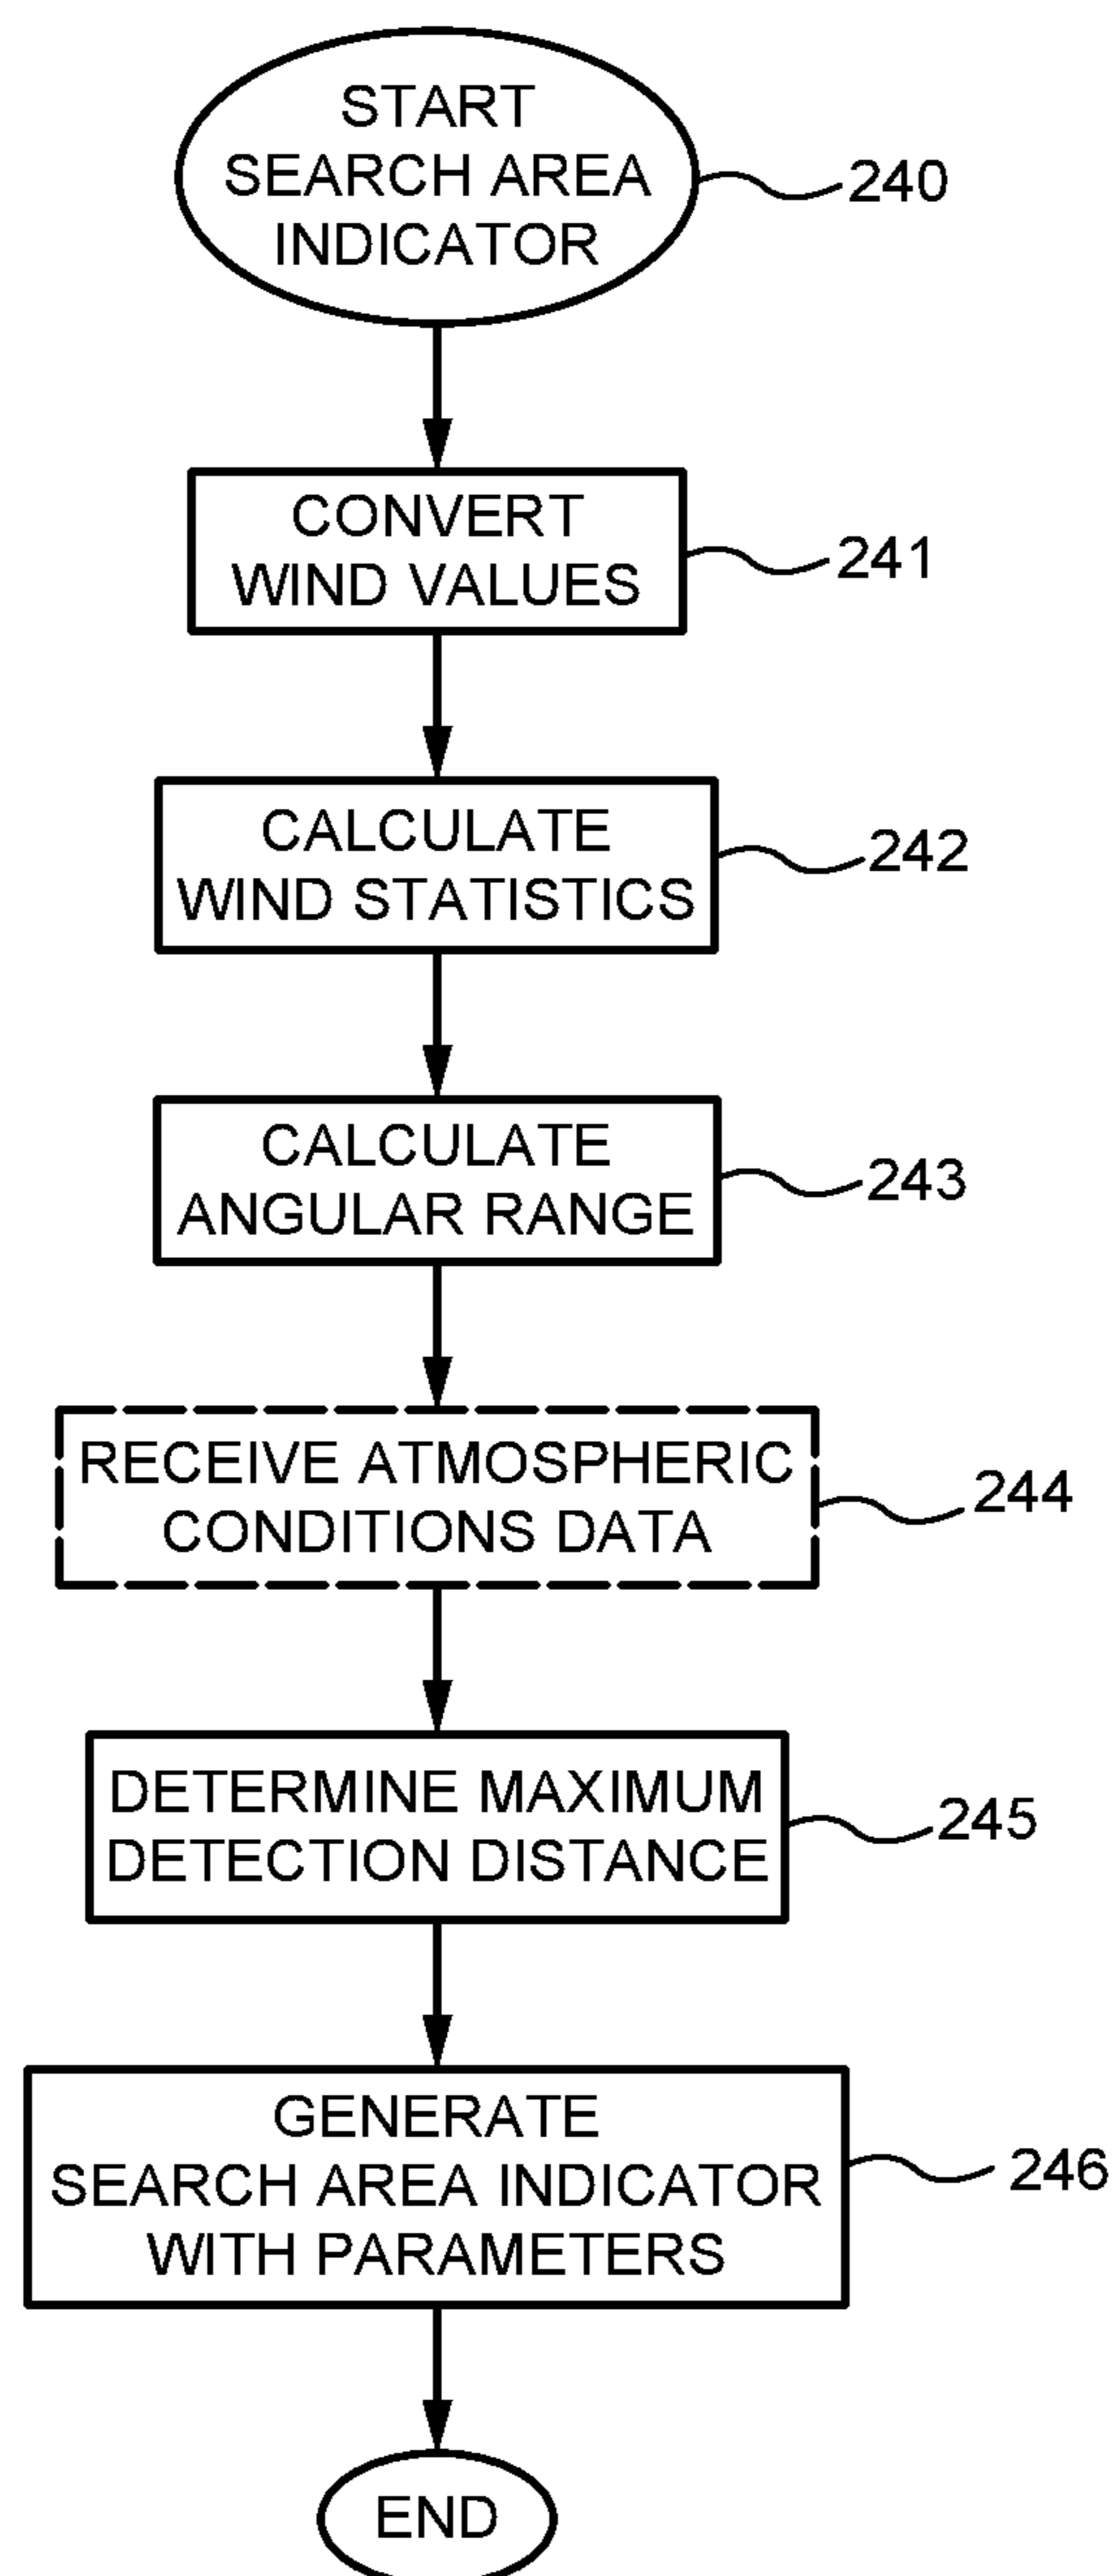 START
SEARCH AREA
INDICATOR
240
CONVERT
WIND VALUES
241
CALCULATE
WIND STATISTICS
242
CALCULATE
ANGULAR RANGE
243
RECEIVE ATMOSPHERIC
CONDITIONS DATA
244
DETERMINE MAXIMUM
DETECTION DISTANCE
245
GENERATE
SEARCH AREA INDICATOR
WITH PARAMETERS
246
END